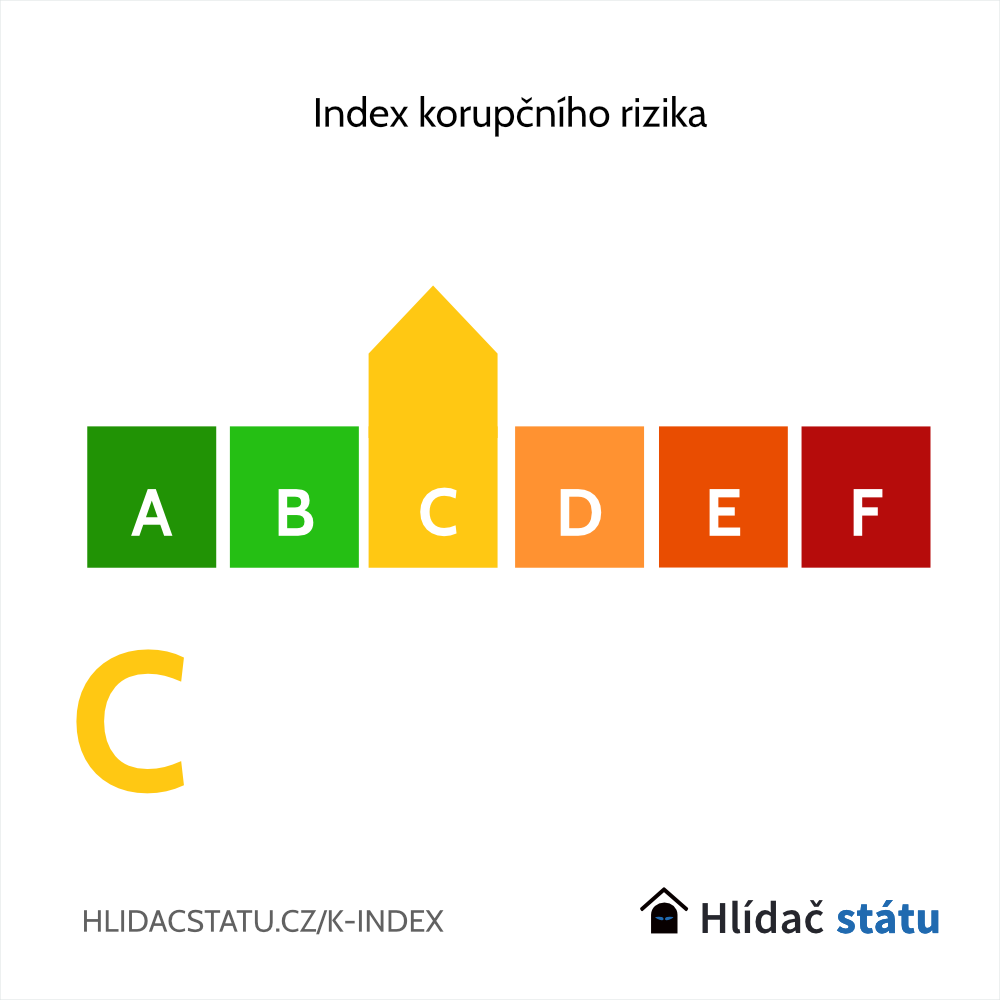 Index korupčního rizika
A B C D E F
C
HLIDACSTATU.CZ/K-INDEX
Hlídač státu